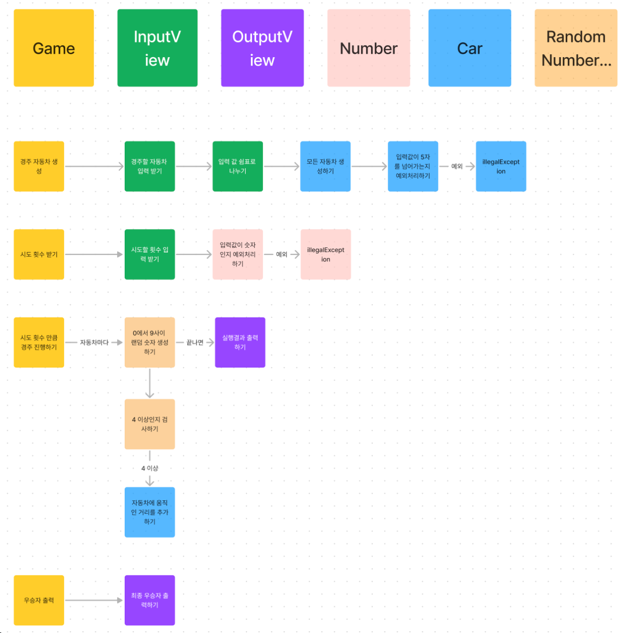 Game
InputV
iew
OutputV
iew
Number
Car
Random
Number...
경주 자동차 생
성
경주할 자동차
입력 받기
입력 값 쉼표로
나누기
모든 자동차 생
성하기
입력값이 5자
를 넘어가는지
예외처리하기
예외
illegalExcept
ion
시도 횟수 받기
시도할 횟수 입
력 받기
입력값이 숫자
인지 예외처리
하기
예외
illegalExcept
ion
시도 횟수 만큼
경주 진행하기
자동차마다
0에서 9사이
랜덤 숫자 생성
하기
끝나면
실행결과 출력
하기
4 이상인지 검
사하기
4 이상
자동차에 움직
인 거리를 추가
하기
우승자 출력
최종 우승자 출
력하기